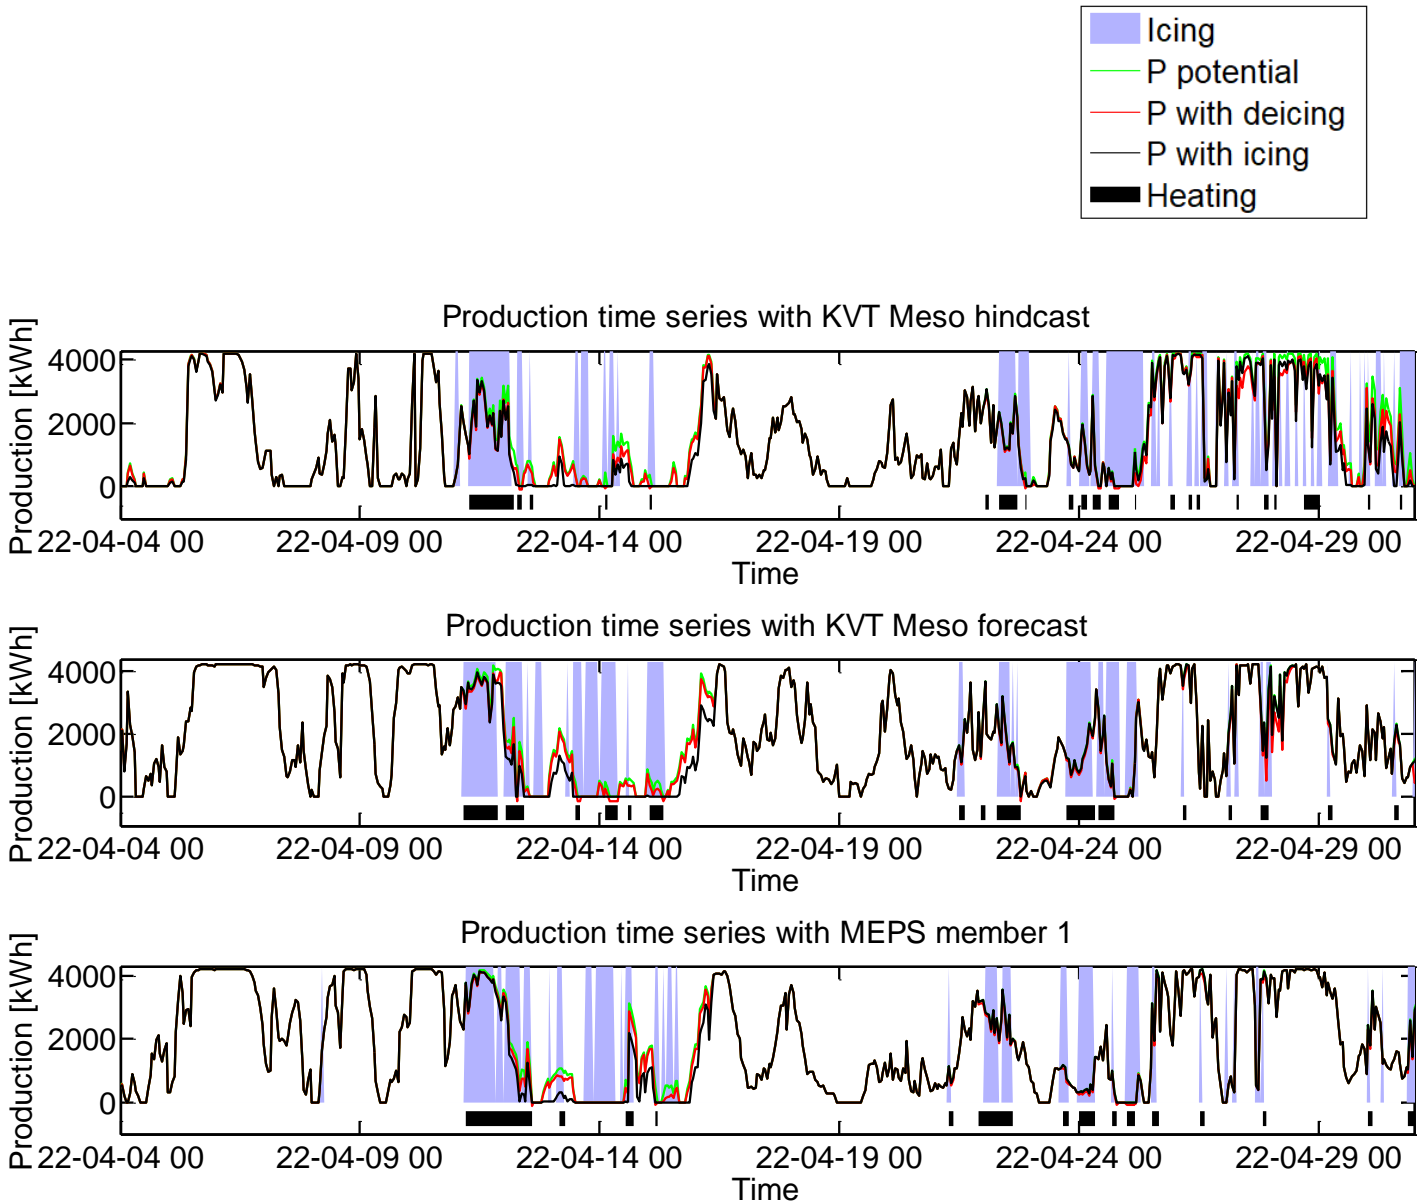 Icing
P potential
P with deicing
P with icing
Heating
Production time series with KVT Meso hindcast
Production [kWh]
4000
2000
0
22-04-04 00 22-04-09 00 22-04-14 00 22-04-19 00 22-04-24 00 22-04-29 00
Time
Production time series with KVT Meso forecast
Production [kWh]
4000
2000
0
22-04-04 00 22-04-09 00 22-04-14 00 22-04-19 00 22-04-24 00 22-04-29 00
Time
Production time series with MEPS member 1
Production [kWh]
4000
2000
0
22-04-04 00 22-04-09 00 22-04-14 00 22-04-19 00 22-04-24 00 22-04-29 00
Time